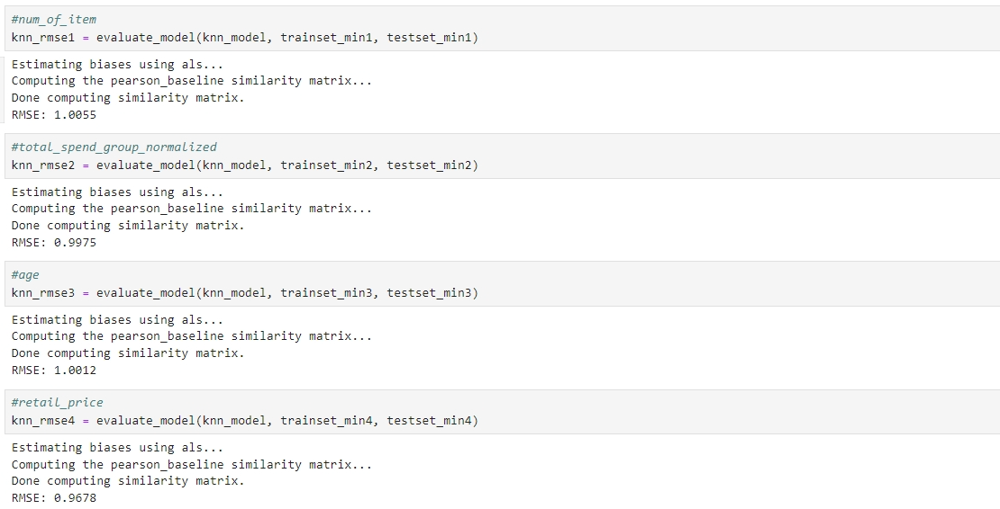 #num_of_item
knn_rmse1 = evaluate_model(knn_model, trainset_min1, testset_min1)
Estimating biases using als...
Computing the pearson_baseline similarity matrix...
Done computing similarity matrix.
RMSE: 1.0055
#total_spend_group_normalized
knn_rmse2 = evaluate_model(knn_model, trainset_min2, testset_min2)
Estimating biases using als...
Computing the pearson_baseline similarity matrix...
Done computing similarity matrix.
RMSE: 0.9975
#age
knn_rmse3 = evaluate_model(knn_model, trainset_min3, testset_min3)
Estimating biases using als...
Computing the pearson_baseline similarity matrix...
Done computing similarity matrix.
RMSE: 1.0012
#retail_price
knn_rmse4 = evaluate_model(knn_model, trainset_min4, testset_min4)
Estimating biases using als...
Computing the pearson_baseline similarity matrix...
Done computing similarity matrix.
RMSE: 0.9678